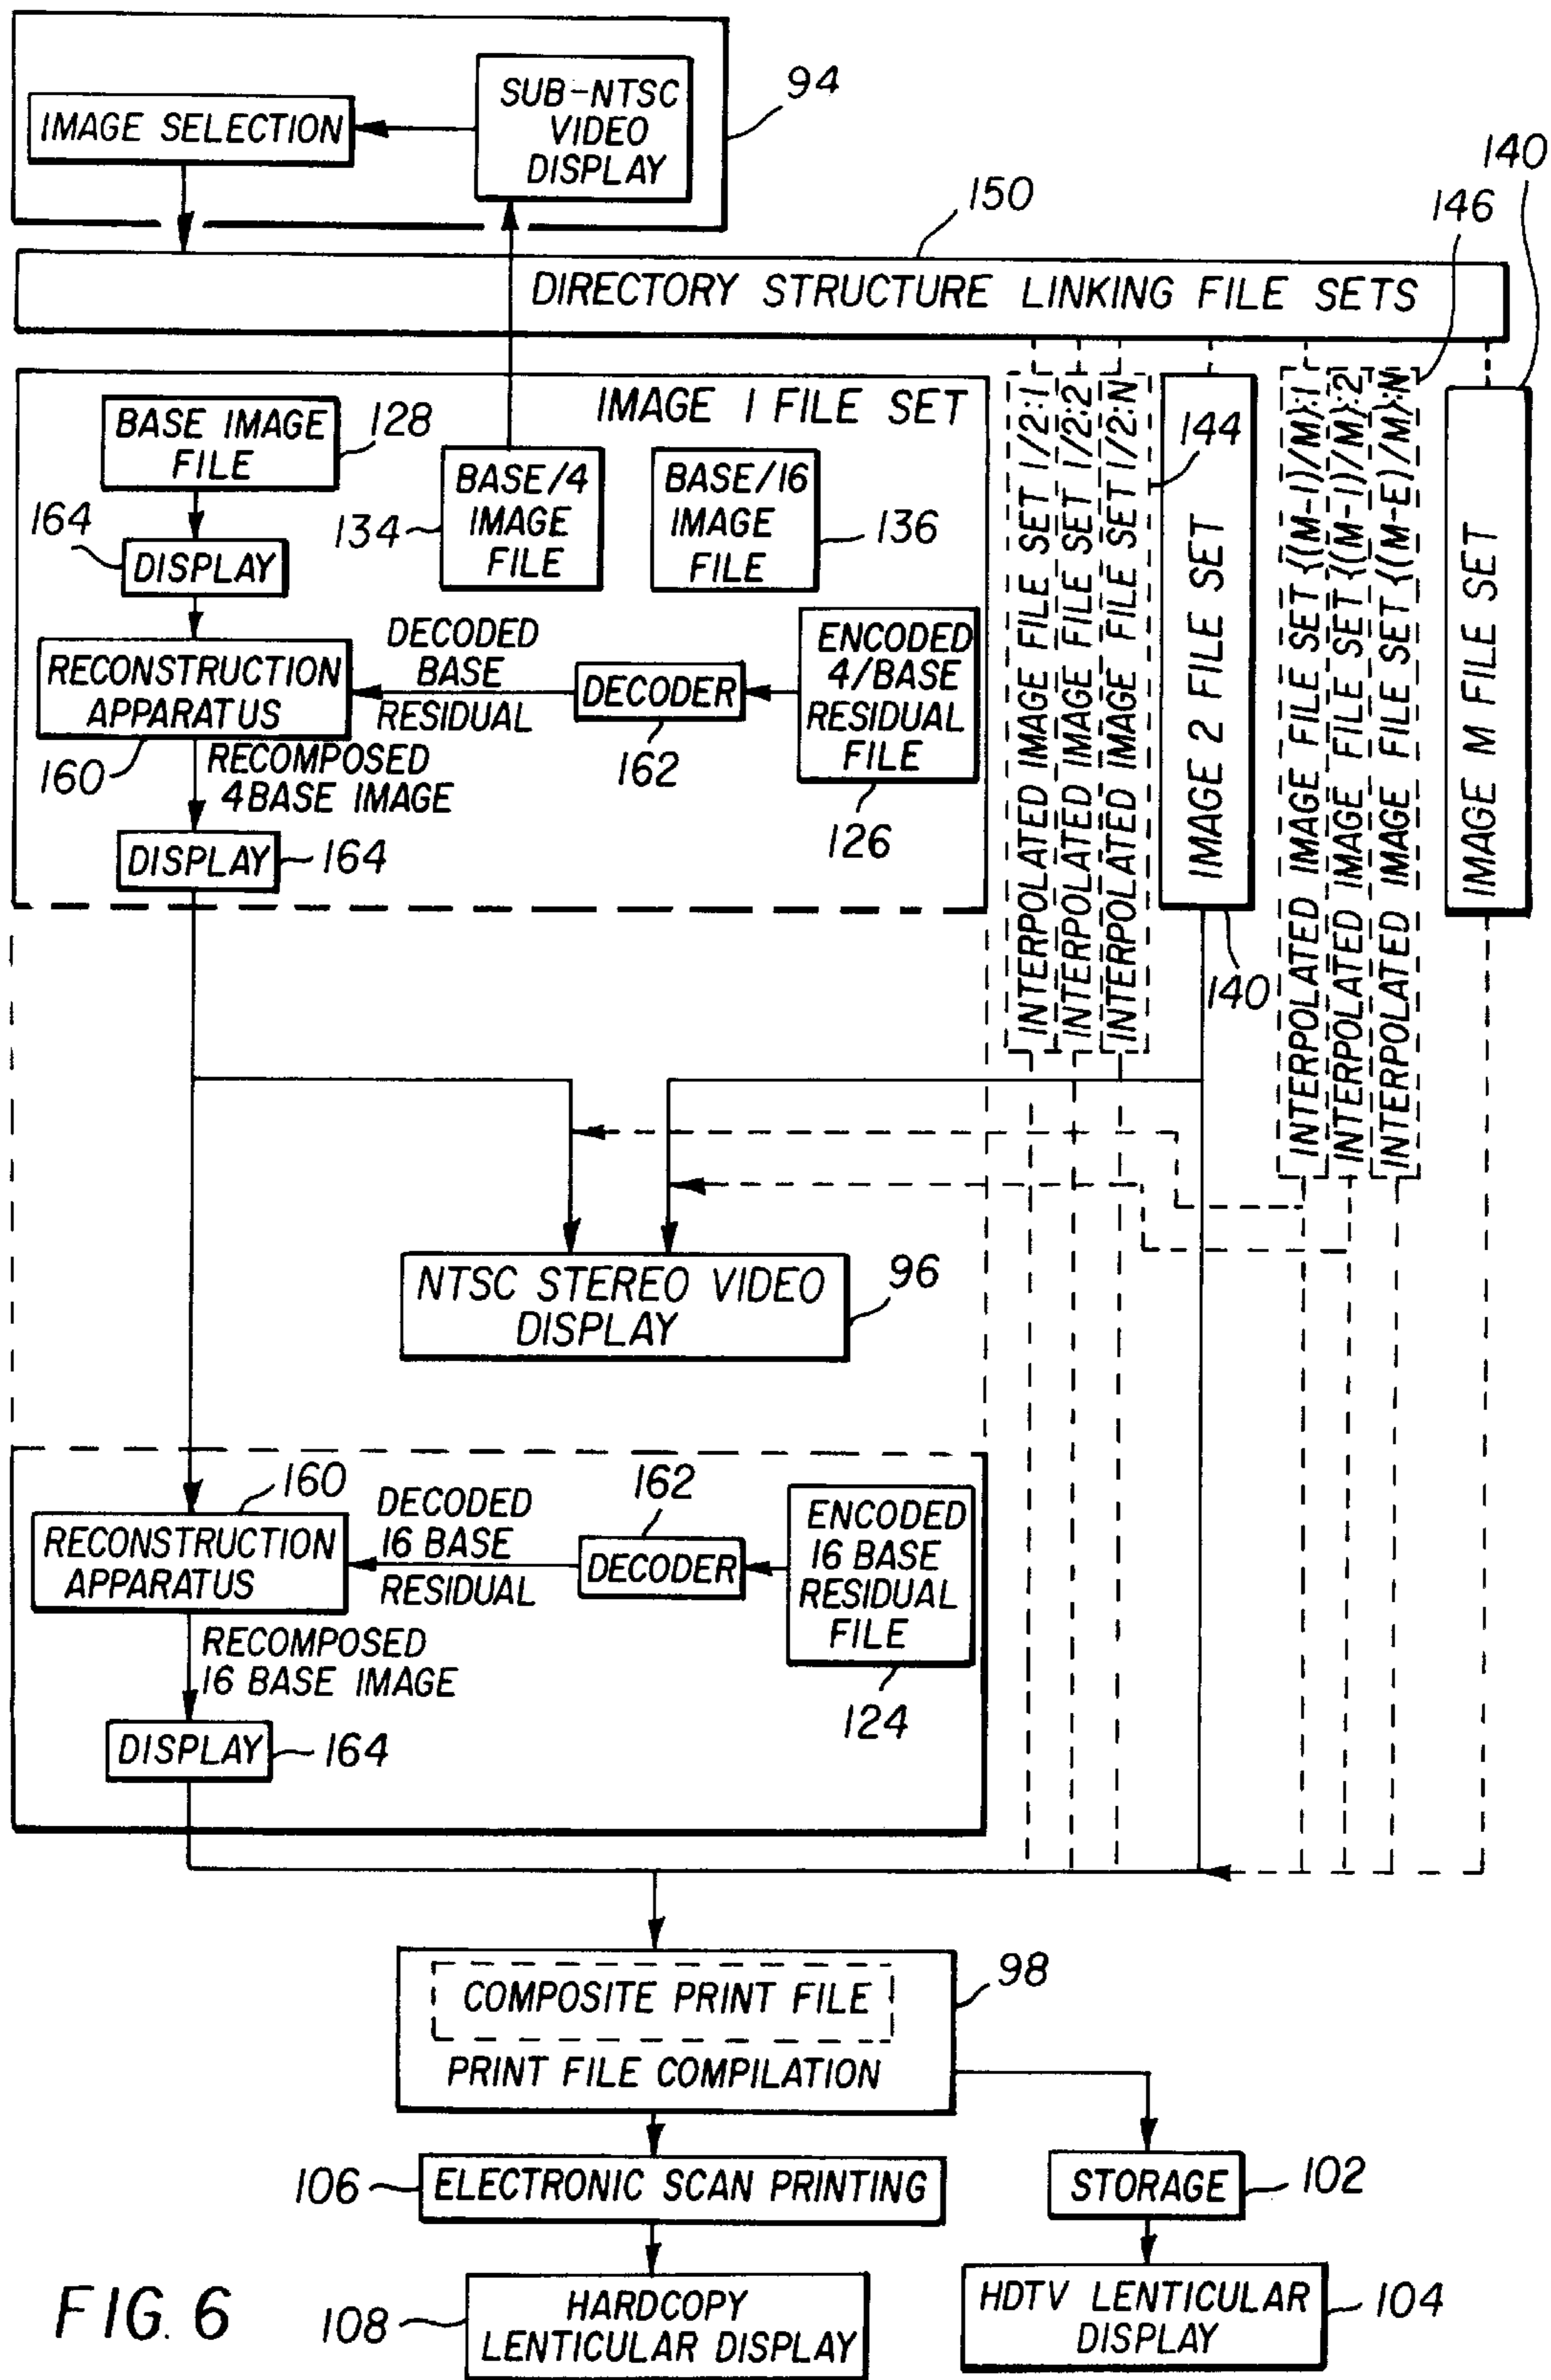 SUB-NTSC
VIDEO
DISPLAY
94
IMAGE SELECTION
140
150
146
DIRECTORY STRUCTURE LINKING FILE SETS
IMAGE 1 FILE SET
BASE IMAGE
FILE
128
BASE/4
IMAGE
FILE
134
BASE/16
IMAGE
FILE
136
164
DISPLAY
RECONSTRUCTION
APPARATUS
160
DECODED
BASE
RESIDUAL
DECODER
162
ENCODED
4/BASE
RESIDUAL
FILE
126
RECOMPOSED
4 BASE IMAGE
DISPLAY
164
INTERPOLATED IMAGE FILE SET 1/2:1
INTERPOLATED IMAGE FILE SET 1/2:2
INTERPOLATED IMAGE FILE SET 1/2:N
144
IMAGE 2 FILE SET
140
INTERPOLATED IMAGE FILE SET {(M-1)/M}:1
INTERPOLATED IMAGE FILE SET {(M-1)/M}:2
INTERPOLATED IMAGE FILE SET {(M-E)/M}:N
IMAGE M FILE SET
NTSC STEREO VIDEO
DISPLAY
96
160
RECONSTRUCTION
APPARATUS
DECODED
16 BASE
RESIDUAL
162
DECODER
ENCODED
16 BASE
RESIDUAL
FILE
124
RECOMPOSED
16 BASE IMAGE
DISPLAY
164
COMPOSITE PRINT FILE
PRINT FILE COMPILATION
98
106
ELECTRONIC SCAN PRINTING
STORAGE
102
108
HARDCOPY
LENTICULAR DISPLAY
HDTV LENTICULAR
DISPLAY
104
FIG. 6